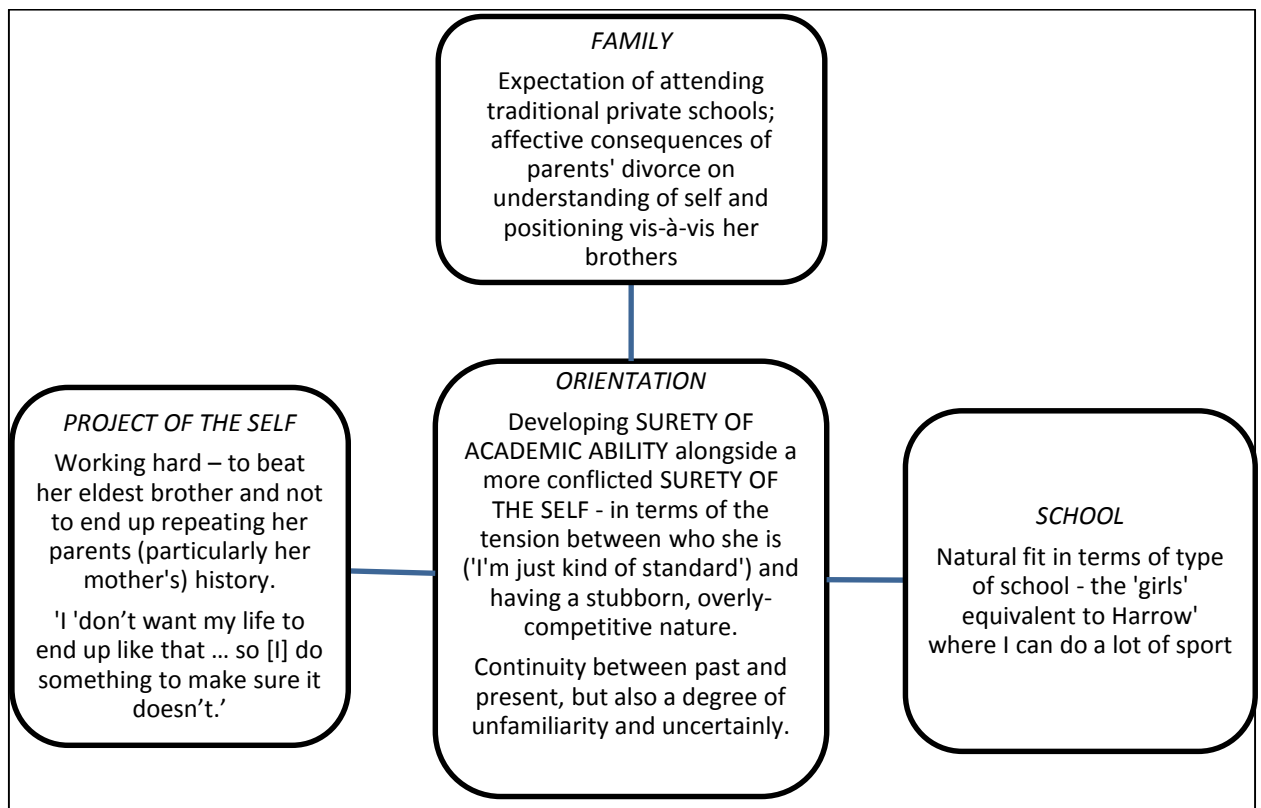 FAMILY
Expectation of attending
traditional private schools;
affective consequences of
parents' divorce on
understanding of self and
positioning vis-à-vis her
brothers
PROJECT OF THE SELF
Working hard – to beat
her eldest brother and not
to end up repeating her
parents (particularly her
mother's) history.
'I 'don’t want my life to
end up like that ... so [I] do
something to make sure it
doesn’t.’
ORIENTATION
Developing SURETY OF
ACADEMIC ABILITY alongside a
more conflicted SURETY OF
THE SELF - in terms of the
tension between who she is
('I'm just kind of standard') and
having a stubborn, overly-
competitive nature.
Continuity between past and
present, but also a degree of
unfamiliarity and uncertainly.
SCHOOL
Natural fit in terms of type
of school - the 'girls'
equivalent to Harrow'
where I can do a lot of sport